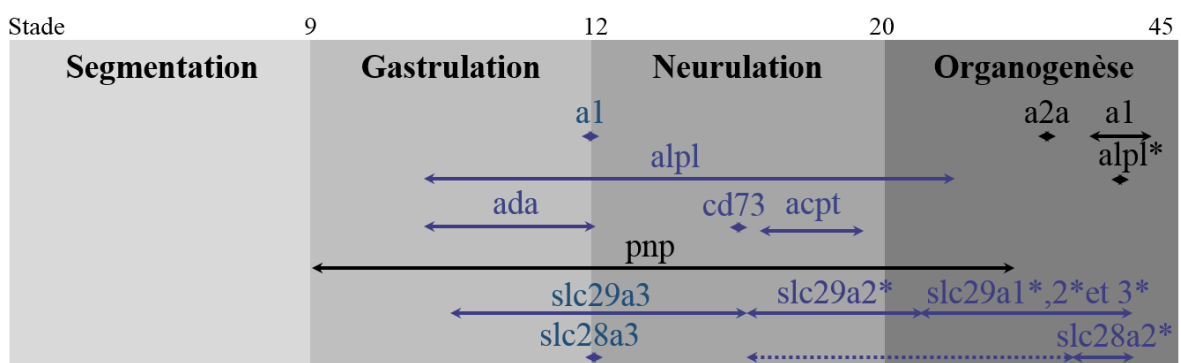 Stade 9 12 20 45
Segmentation Gastrulation Neurulation Organogenèse
a1 a2a a1
alpl alpl*
ada cd73 acpt
pnp
slc29a3 slc29a2* slc29a1*,2*et 3*
slc28a3 slc28a2*